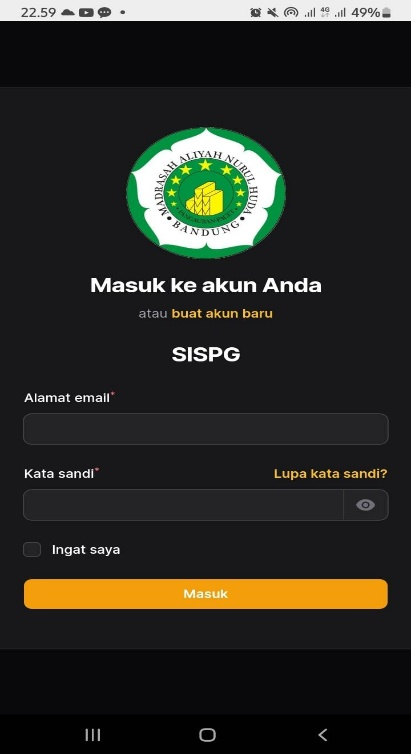 22.59
4G
49%
MADRASAH ALIYAH NURUL HUDA
BANDUNG
Masuk ke akun Anda
atau buat akun baru
SISPG
Alamat email*
Kata sandi* Lupa kata sandi?
Ingat saya
Masuk